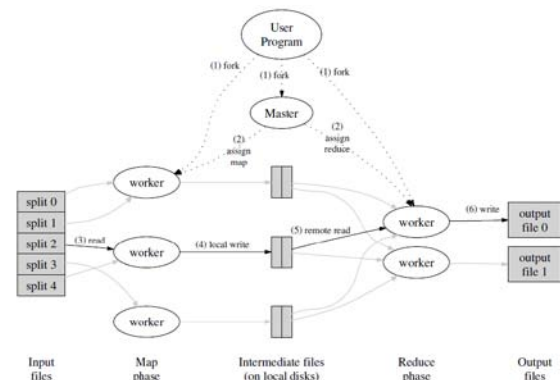 User
Program
(1) fork
(1) fork
(1) fork
Master
(2)
assign
map
(2)
assign
reduce
worker
split 0
split 1
split 2
split 3
split 4
(3) read
worker
(4) local write
(5) remote read
worker
(6) write
output
file 0
worker
output
file 1
worker
Input
files
Map
phase
Intermediate files
(on local disks)
Reduce
phase
Output
files